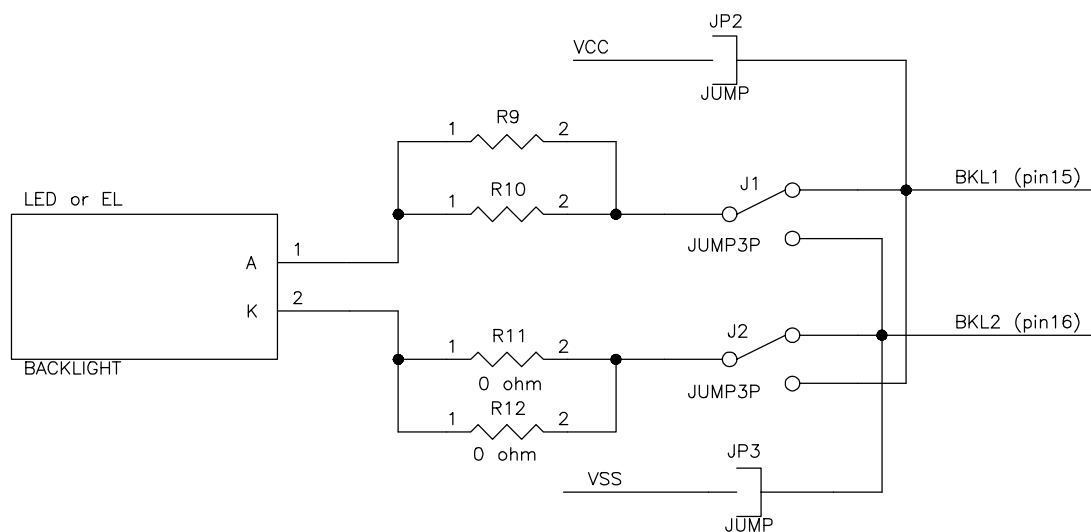 JP2
VCC
JUMP
R9
1 2
LED or EL
R10
1 2
J1
BKL1 (pin15)
JUMP3P
A 1
K 2
BACKLIGHT
R11
1 2
0 ohm
J2
BKL2 (pin16)
JUMP3P
R12
1 2
0 ohm
JP3
VSS
JUMP